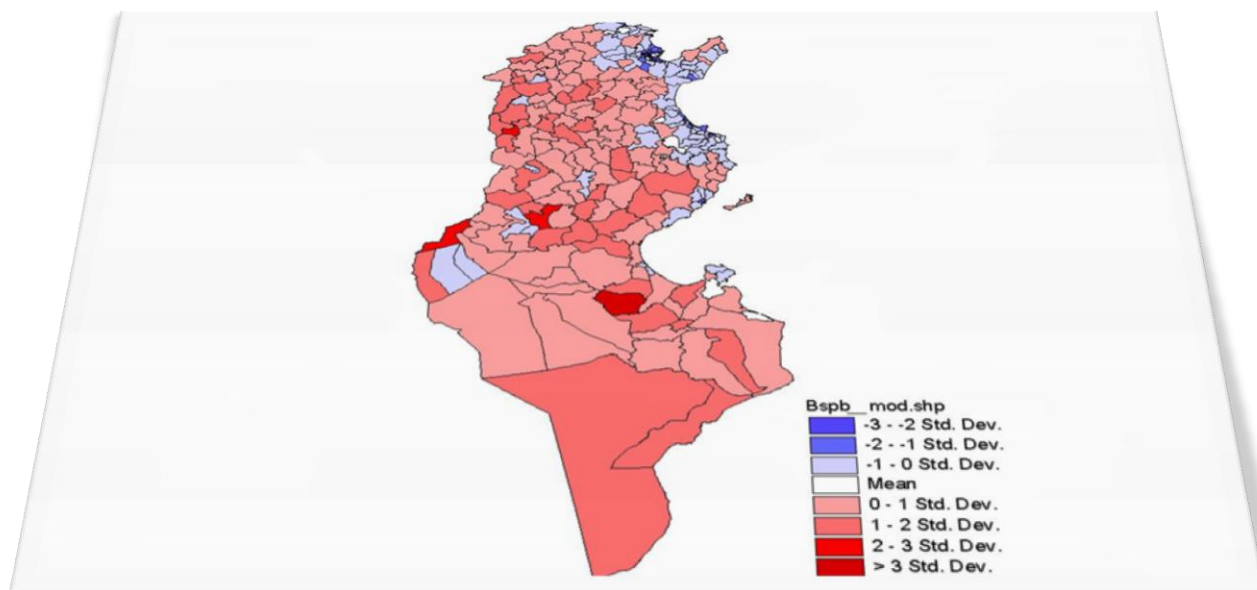 Bspb__mod.shp
-3 - -2 Std. Dev.
-2 - -1 Std. Dev.
-1 - 0 Std. Dev.
Mean
0 - 1 Std. Dev.
1 - 2 Std. Dev.
2 - 3 Std. Dev.
> 3 Std. Dev.